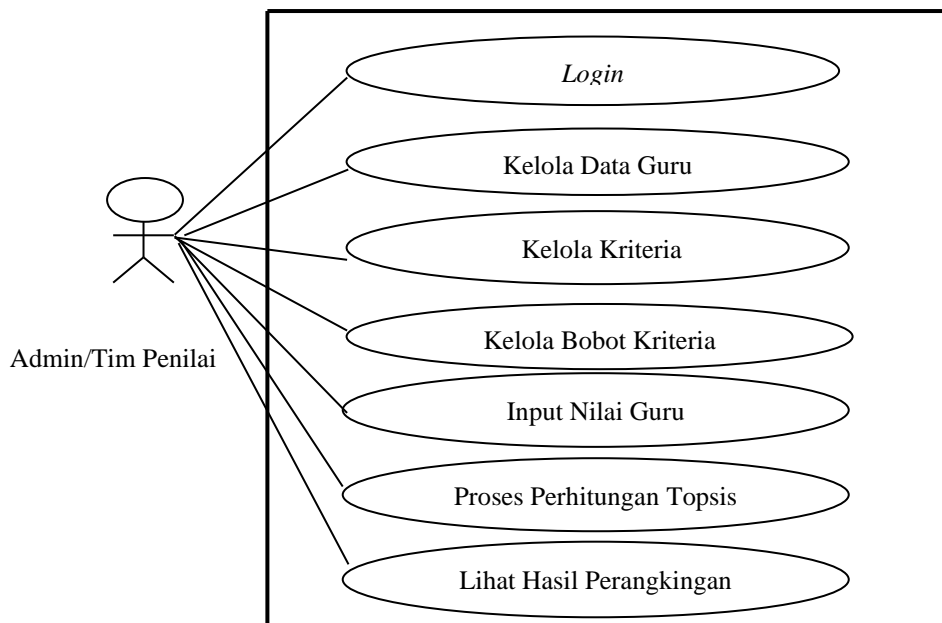 Login
Kelola Data Guru
Kelola Kriteria
Kelola Bobot Kriteria
Admin/Tim Penilai
Input Nilai Guru
Proses Perhitungan Topsis
Lihat Hasil Perangkingan